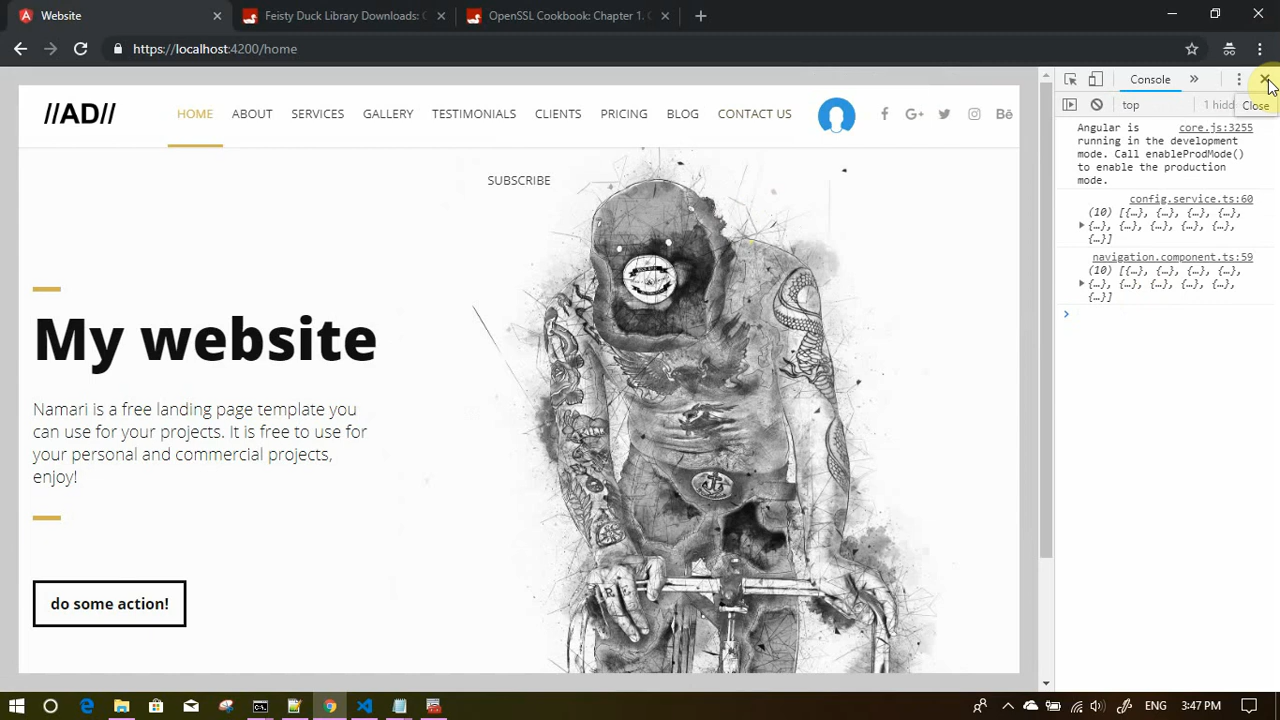 Website
Feisty Duck Library Downloads: C
OpenSSL Cookbook: Chapter 1. C
https://localhost:4200/home
//AD//
HOME ABOUT SERVICES GALLERY TESTIMONIALS CLIENTS PRICING BLOG CONTACT US
SUBSCRIBE
My website
Namari is a free landing page template you
can use for your projects. It is free to use for
your personal and commercial projects,
enjoy!
do some action!
Console
top
1 hidd
Close
Angular is core.js:3255
running in the development
mode. Call enableProdMode()
to enable the production
mode.
config.service.ts:60
(10) [{…}, {…}, {…}, {…},
{…}, {…}, {…}, {…}, {…},
{…}]
navigation.component.ts:59
(10) [{…}, {…}, {…}, {…},
{…}, {…}, {…}, {…}, {…},
{…}]
ENG
3:47 PM